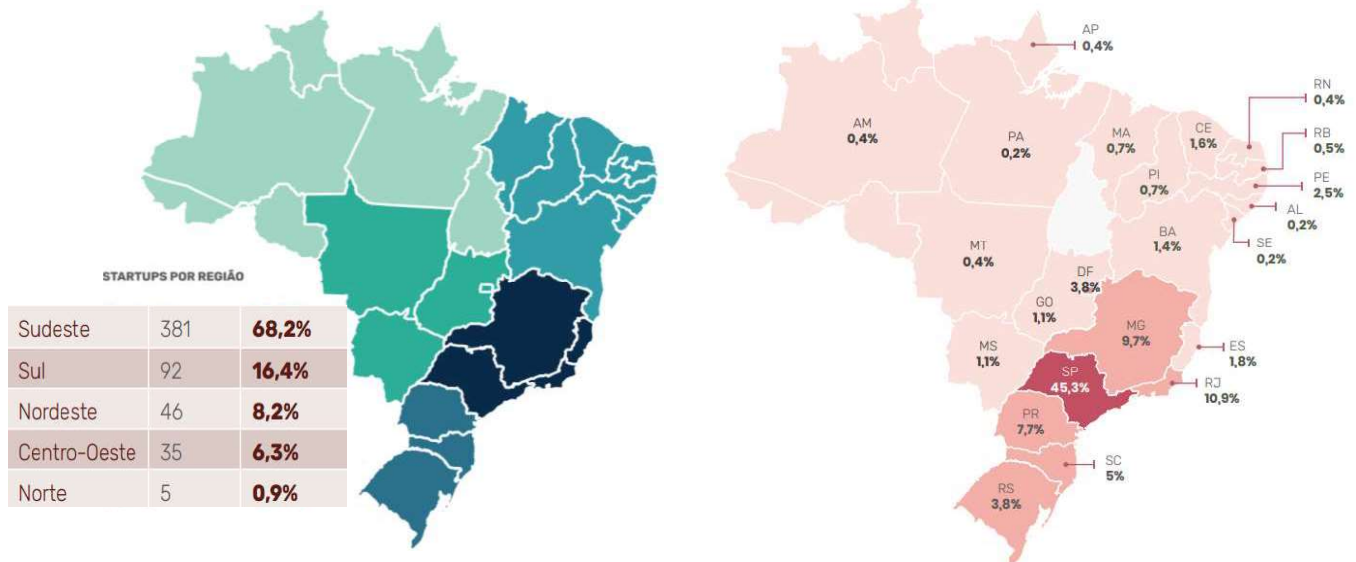 STARTUPS POR REGIÃO
Sudeste 381 68,2%
Sul 92 16,4%
Nordeste 46 8,2%
Centro-Oeste 35 6,3%
Norte 5 0,9%
AP
0,4%
RN
0,4%
RB
0,5%
PE
2,5%
AL
0,2%
SE
0,2%
AM
0,4%
PA
0,2%
MA
0,7%
CE
1,6%
PI
0,7%
BA
1,4%
MT
0,4%
DF
3,8%
GO
1,1%
MS
1,1%
MG
9,7%
ES
1,8%
SP
45,3%
RJ
10,9%
PR
7,7%
SC
5%
RS
3,8%